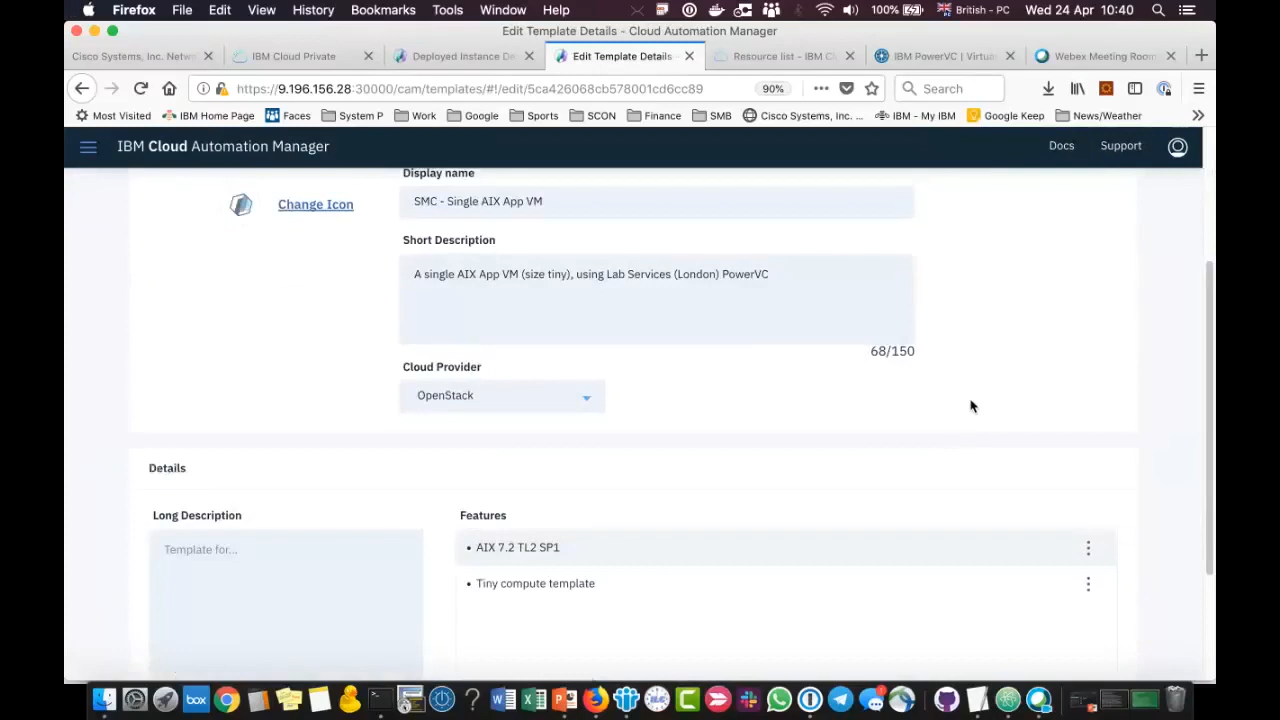 Firefox File Edit View History Bookmarks Tools Window Help 100% British - PC Wed 24 Apr 10:40
Edit Template Details - Cloud Automation Manager
Cisco Systems, Inc. Netw IBM Cloud Private Deployed Instance De Edit Template Details Resource list - IBM Cl IBM PowerVC | Virtua Webex Meeting Room
https://9.196.156.28:30000/cam/templates/#!/edit/5ca426068cb578001cd6cc89 90% Search
Most Visited IBM Home Page Faces System P Work Google Sports SCON Finance SMB Cisco Systems, Inc. ... IBM - My IBM Google Keep News/Weather
IBM Cloud Automation Manager Docs Support
Display name
Change Icon SMC - Single AIX App VM
Short Description
A single AIX App VM (size tiny), using Lab Services (London) PowerVC
68/150
Cloud Provider
OpenStack
Details
Long Description Features
Template for... • AIX 7.2 TL2 SP1
• Tiny compute template
box